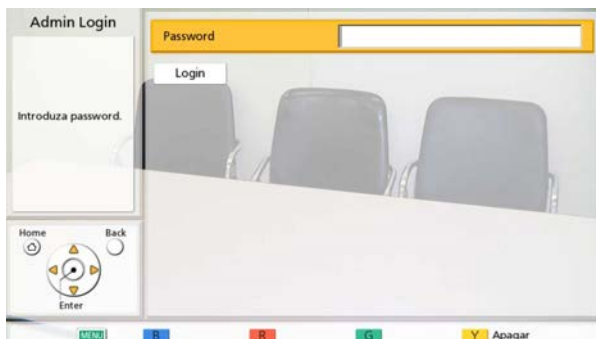 Admin Login
Password
Login
Introduza password.
Home
Back
Enter
MENU
B
R
G
Y Apagar